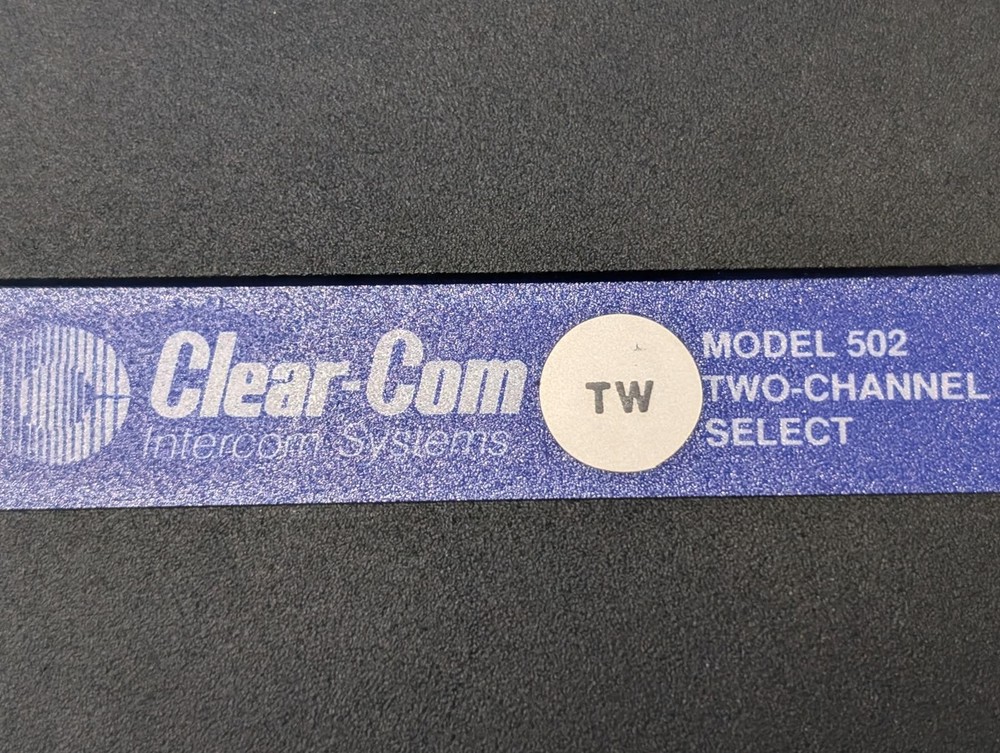 Clear-Com
Intercom Systems
TW
MODEL 502
TWO-CHANNEL
SELECT